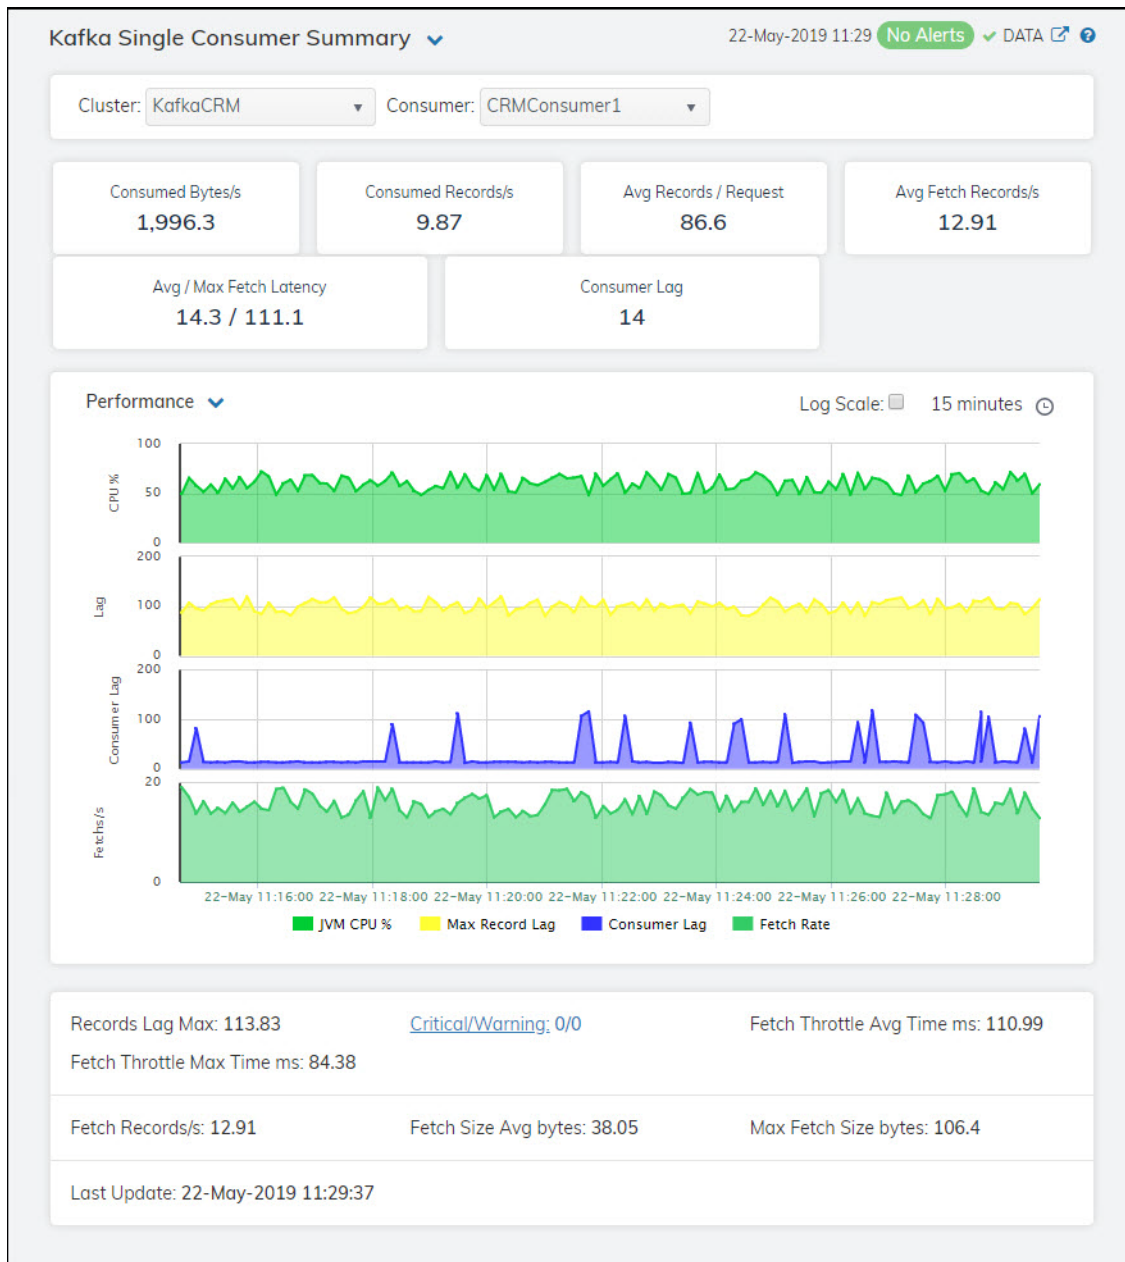 Kafka Single Consumer Summary
22-May-2019 11:29 No Alerts DATA
Cluster: KafkaCRM Consumer: CRMConsumer1
Consumed Bytes/s
1,996.3
Consumed Records/s
9.87
Avg Records / Request
86.6
Avg Fetch Records/s
12.91
Avg / Max Fetch Latency
14.3 / 111.1
Consumer Lag
14
Performance
Log Scale: 15 minutes
CPU %
100
50
0
Lag
200
100
0
Consumer Lag
200
100
0
Fetchs/s
20
0
22-May 11:16:00 22-May 11:18:00 22-May 11:20:00 22-May 11:22:00 22-May 11:24:00 22-May 11:26:00 22-May 11:28:00
JVM CPU % Max Record Lag Consumer Lag Fetch Rate
Records Lag Max: 113.83 Critical/Warning: 0/0 Fetch Throttle Avg Time ms: 110.99
Fetch Throttle Max Time ms: 84.38
Fetch Records/s: 12.91 Fetch Size Avg bytes: 38.05 Max Fetch Size bytes: 106.4
Last Update: 22-May-2019 11:29:37